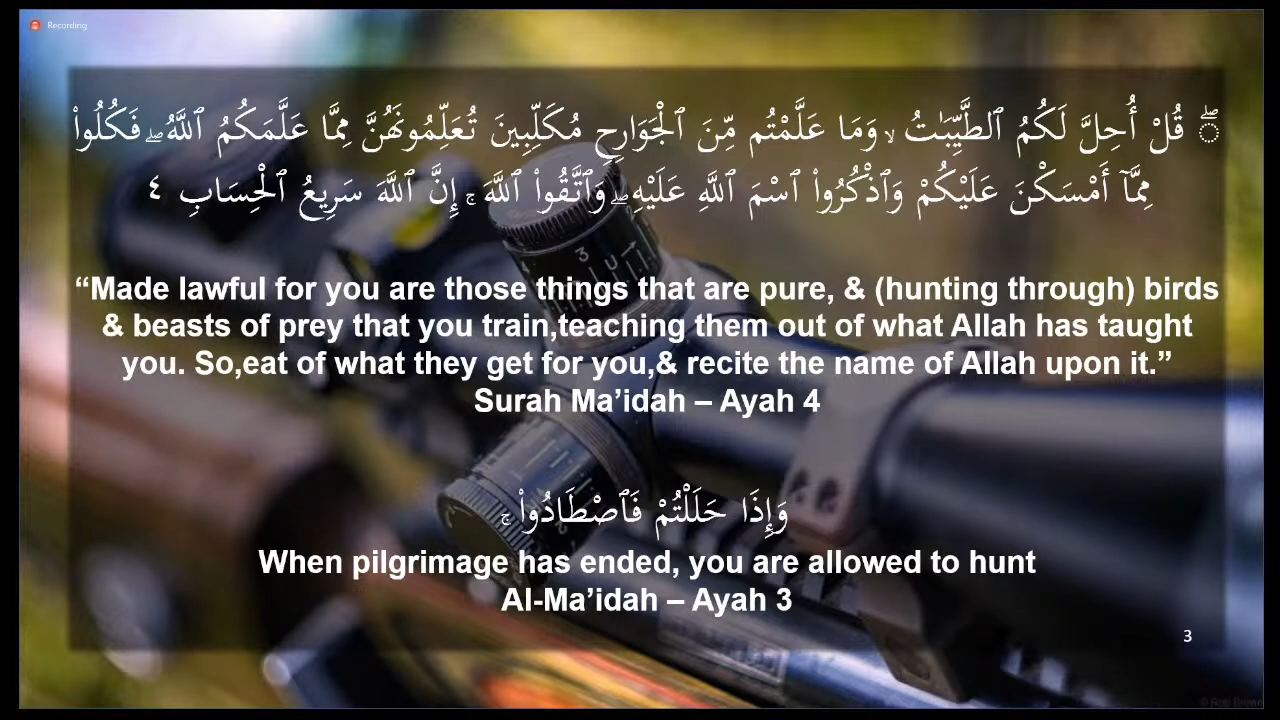 Recording
ۖ قُلْ أُحِلَّ لَكُمُ ٱلطَّيِّبَـٰتُ ۙ وَمَا عَلَّمْتُم مِّنَ ٱلْجَوَارِحِ مُكَلِّبِينَ تُعَلِّمُونَهُنَّ مِمَّا عَلَّمَكُمُ ٱللَّهُ ۖ فَكُلُوا۟
مِمَّآ أَمْسَكْنَ عَلَيْكُمْ وَٱذْكُرُوا۟ ٱسْمَ ٱللَّهِ عَلَيْهِ ۖ وَٱتَّقُوا۟ ٱللَّهَ ۚ إِنَّ ٱللَّهَ سَرِيعُ ٱلْحِسَابِ ٤
“Made lawful for you are those things that are pure, & (hunting through) birds
& beasts of prey that you train,teaching them out of what Allah has taught
you. So,eat of what they get for you,& recite the name of Allah upon it.”
Surah Ma’idah – Ayah 4
وَإِذَا حَلَلْتُمْ فَٱصْطَادُوا۟ ۚ
When pilgrimage has ended, you are allowed to hunt
Al-Ma’idah – Ayah 3
3